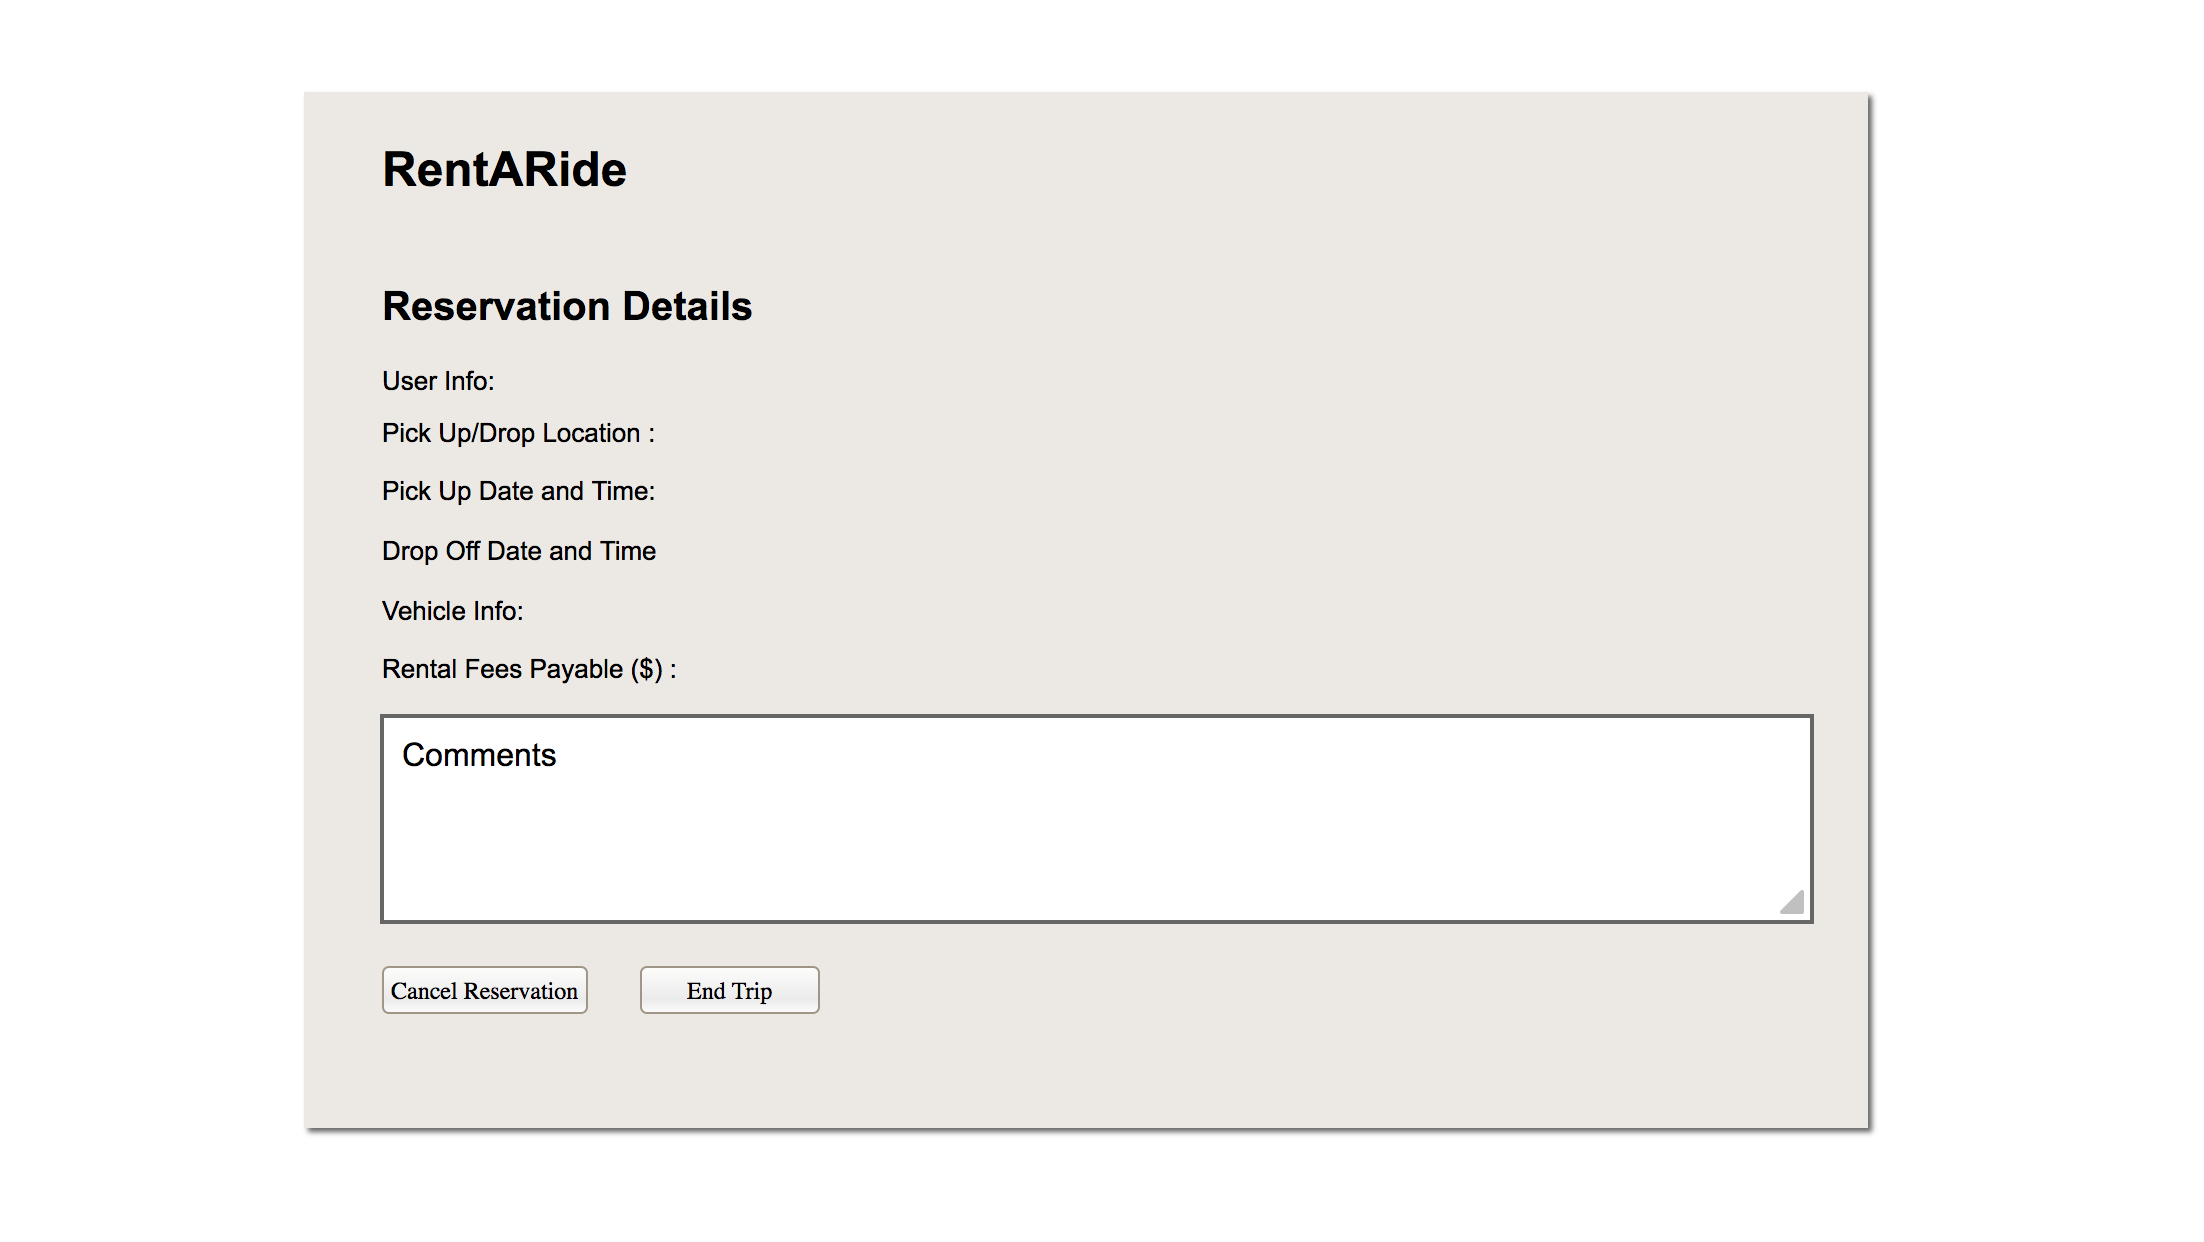 RentARide
Reservation Details
User Info:
Pick Up/Drop Location :
Pick Up Date and Time:
Drop Off Date and Time
Vehicle Info:
Rental Fees Payable ($) :
Comments
Cancel Reservation
End Trip